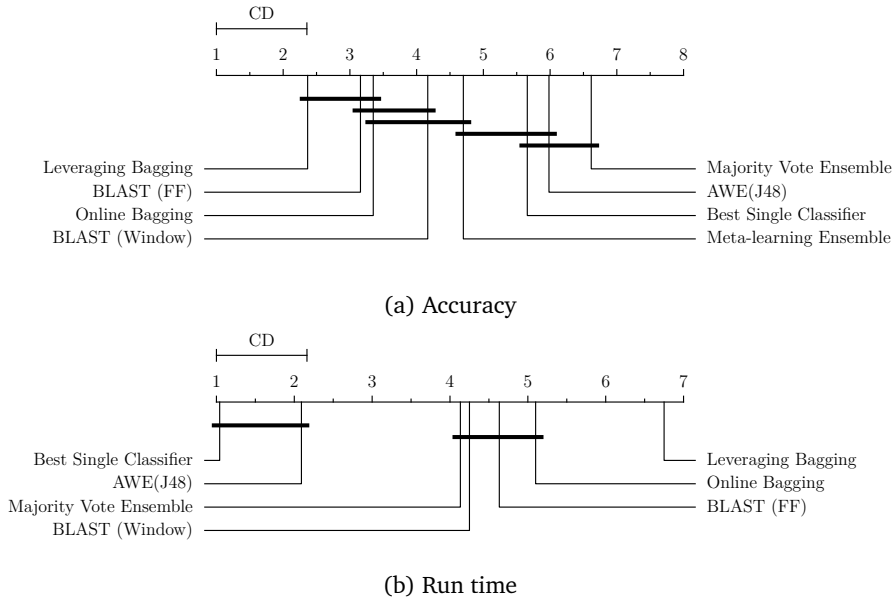 CD
1 2 3 4 5 6 7 8
Leveraging Bagging Majority Vote Ensemble
BLAST (FF) AWE(J48)
Online Bagging Best Single Classifier
BLAST (Window) Meta-learning Ensemble
(a) Accuracy
CD
1 2 3 4 5 6 7
Best Single Classifier Leveraging Bagging
AWE(J48) Online Bagging
Majority Vote Ensemble BLAST (FF)
BLAST (Window)
(b) Run time